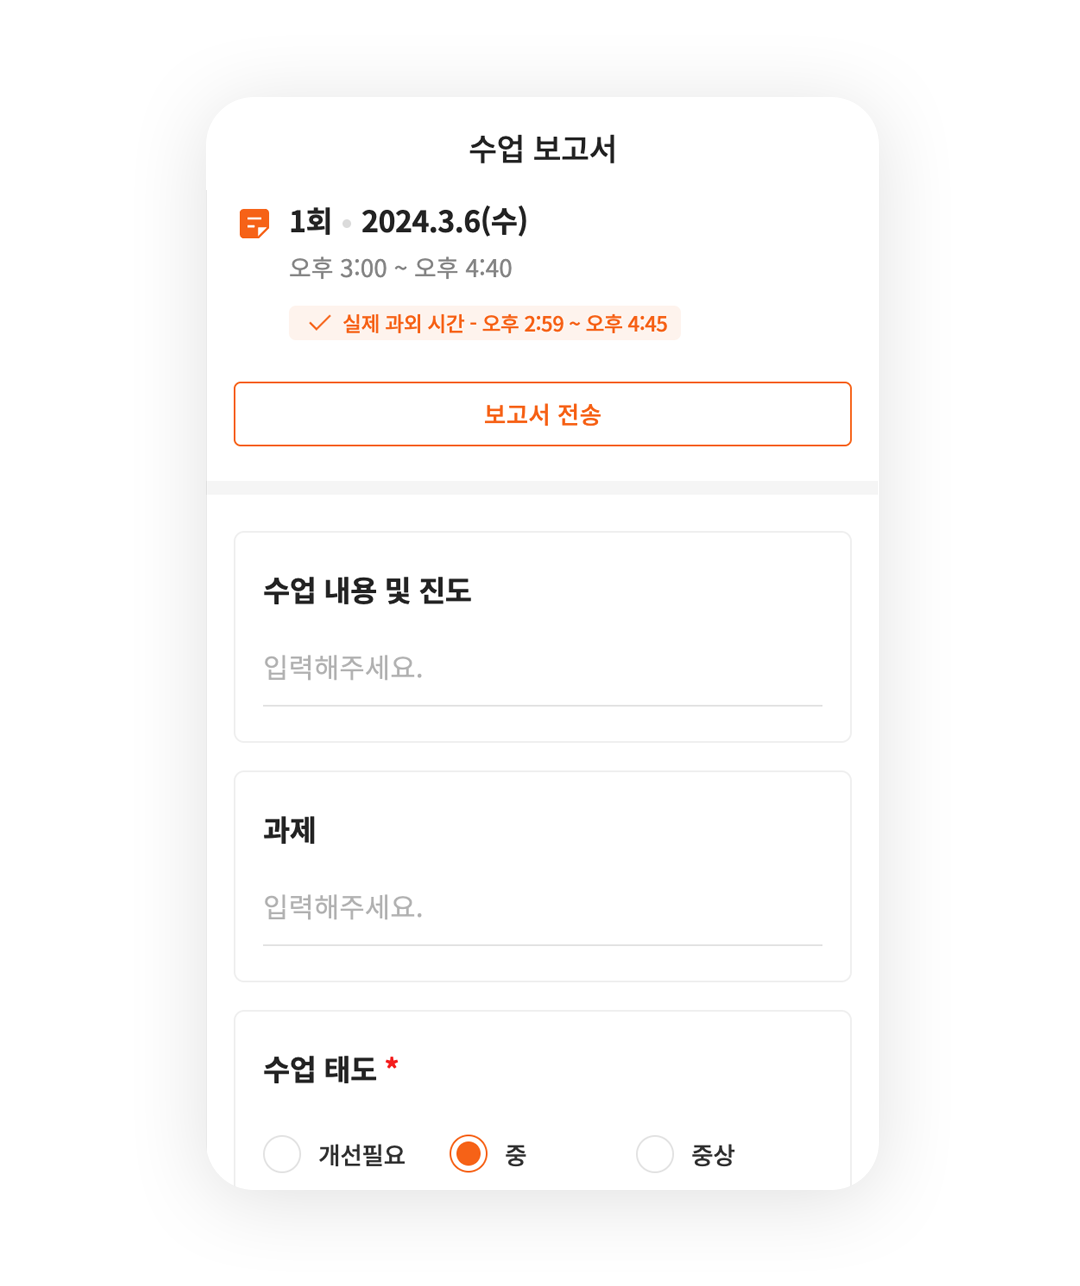 수업 보고서
1회 • 2024.3.6(수)
오후 3:00 ~ 오후 4:40
실제 과외 시간 - 오후 2:59 ~ 오후 4:45
보고서 전송
수업 내용 및 진도
입력해주세요.
과제
입력해주세요.
수업 태도 *
개선필요 중 중상